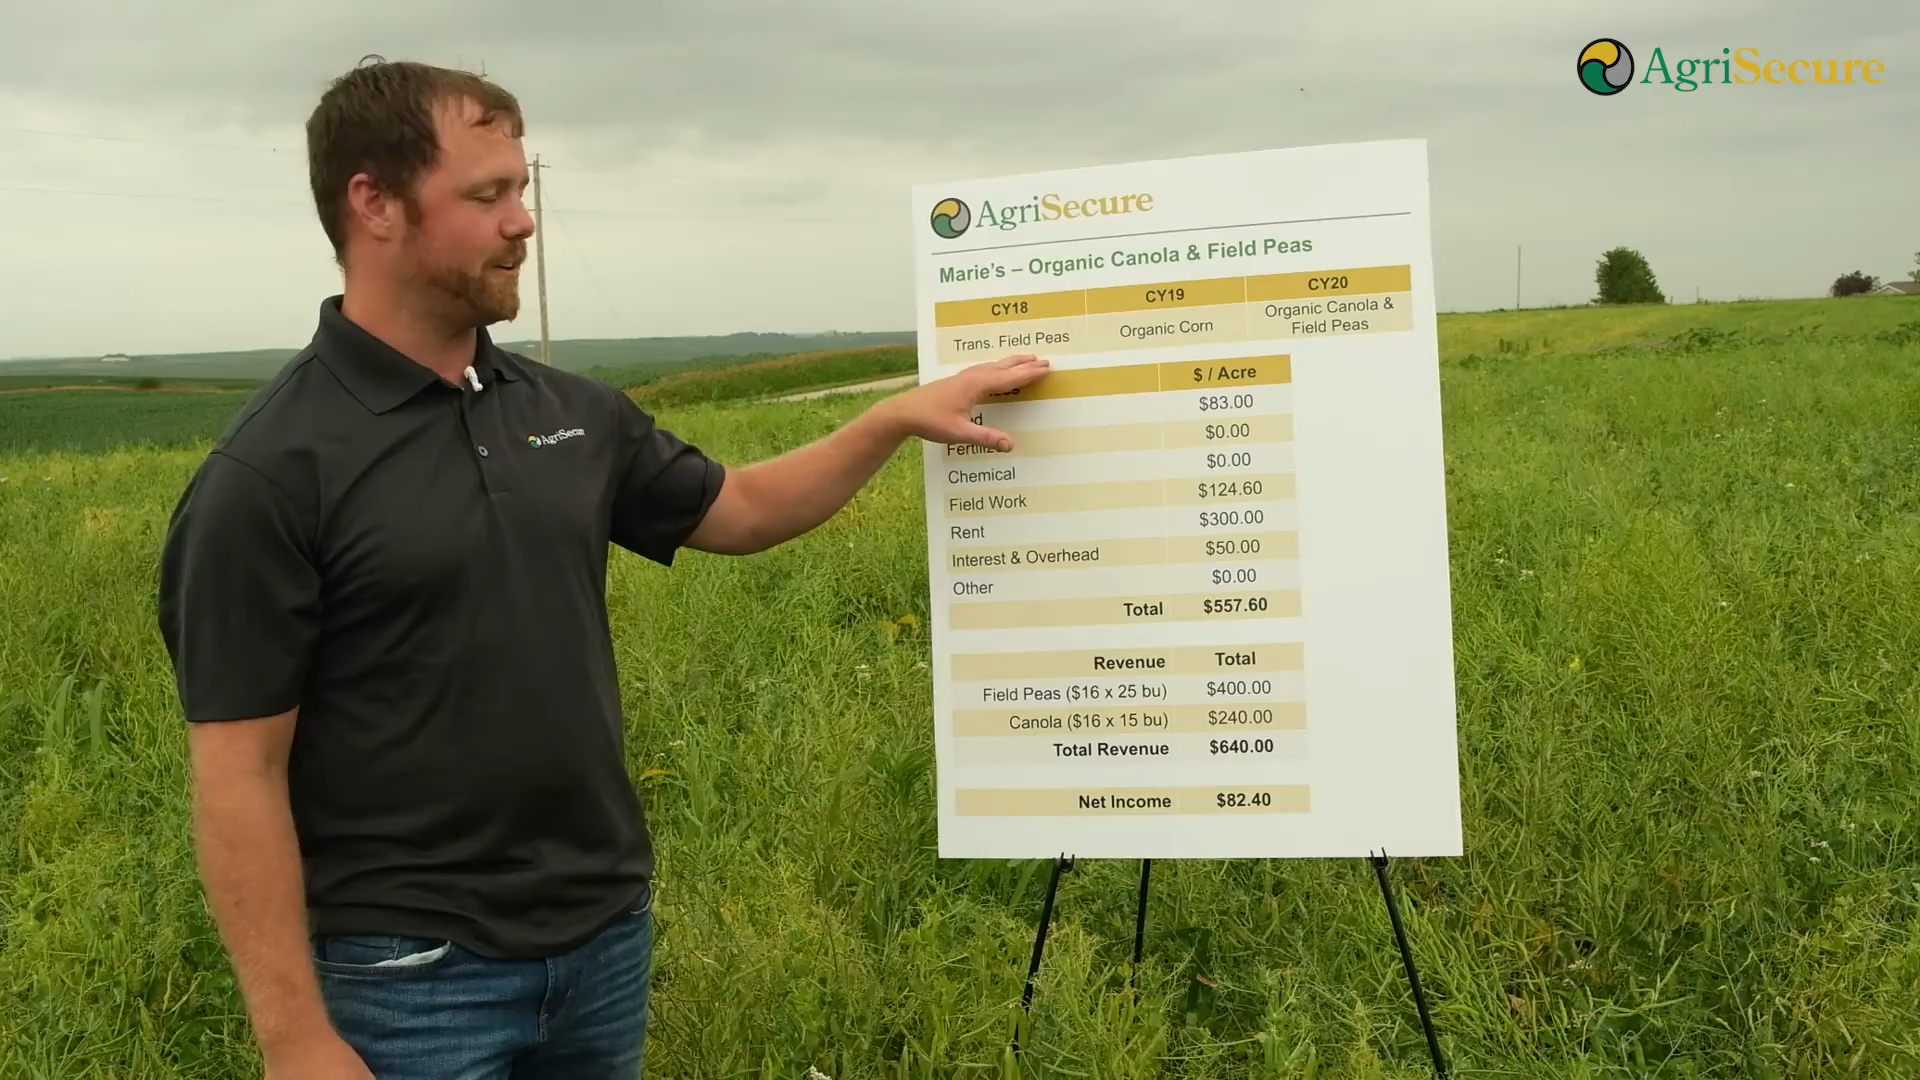 AgriSecure
AgriSecure
Marie's – Organic Canola & Field Peas
CY18 CY19 CY20
Trans. Field Peas Organic Corn Organic Canola & Field Peas
$ / Acre
$83.00
$0.00
Chemical $0.00
Field Work $124.60
Rent $300.00
Interest & Overhead $50.00
Other $0.00
Total $557.60
Revenue Total
Field Peas ($16 x 25 bu) $400.00
Canola ($16 x 15 bu) $240.00
Total Revenue $640.00
Net Income $82.40
AgriSecure